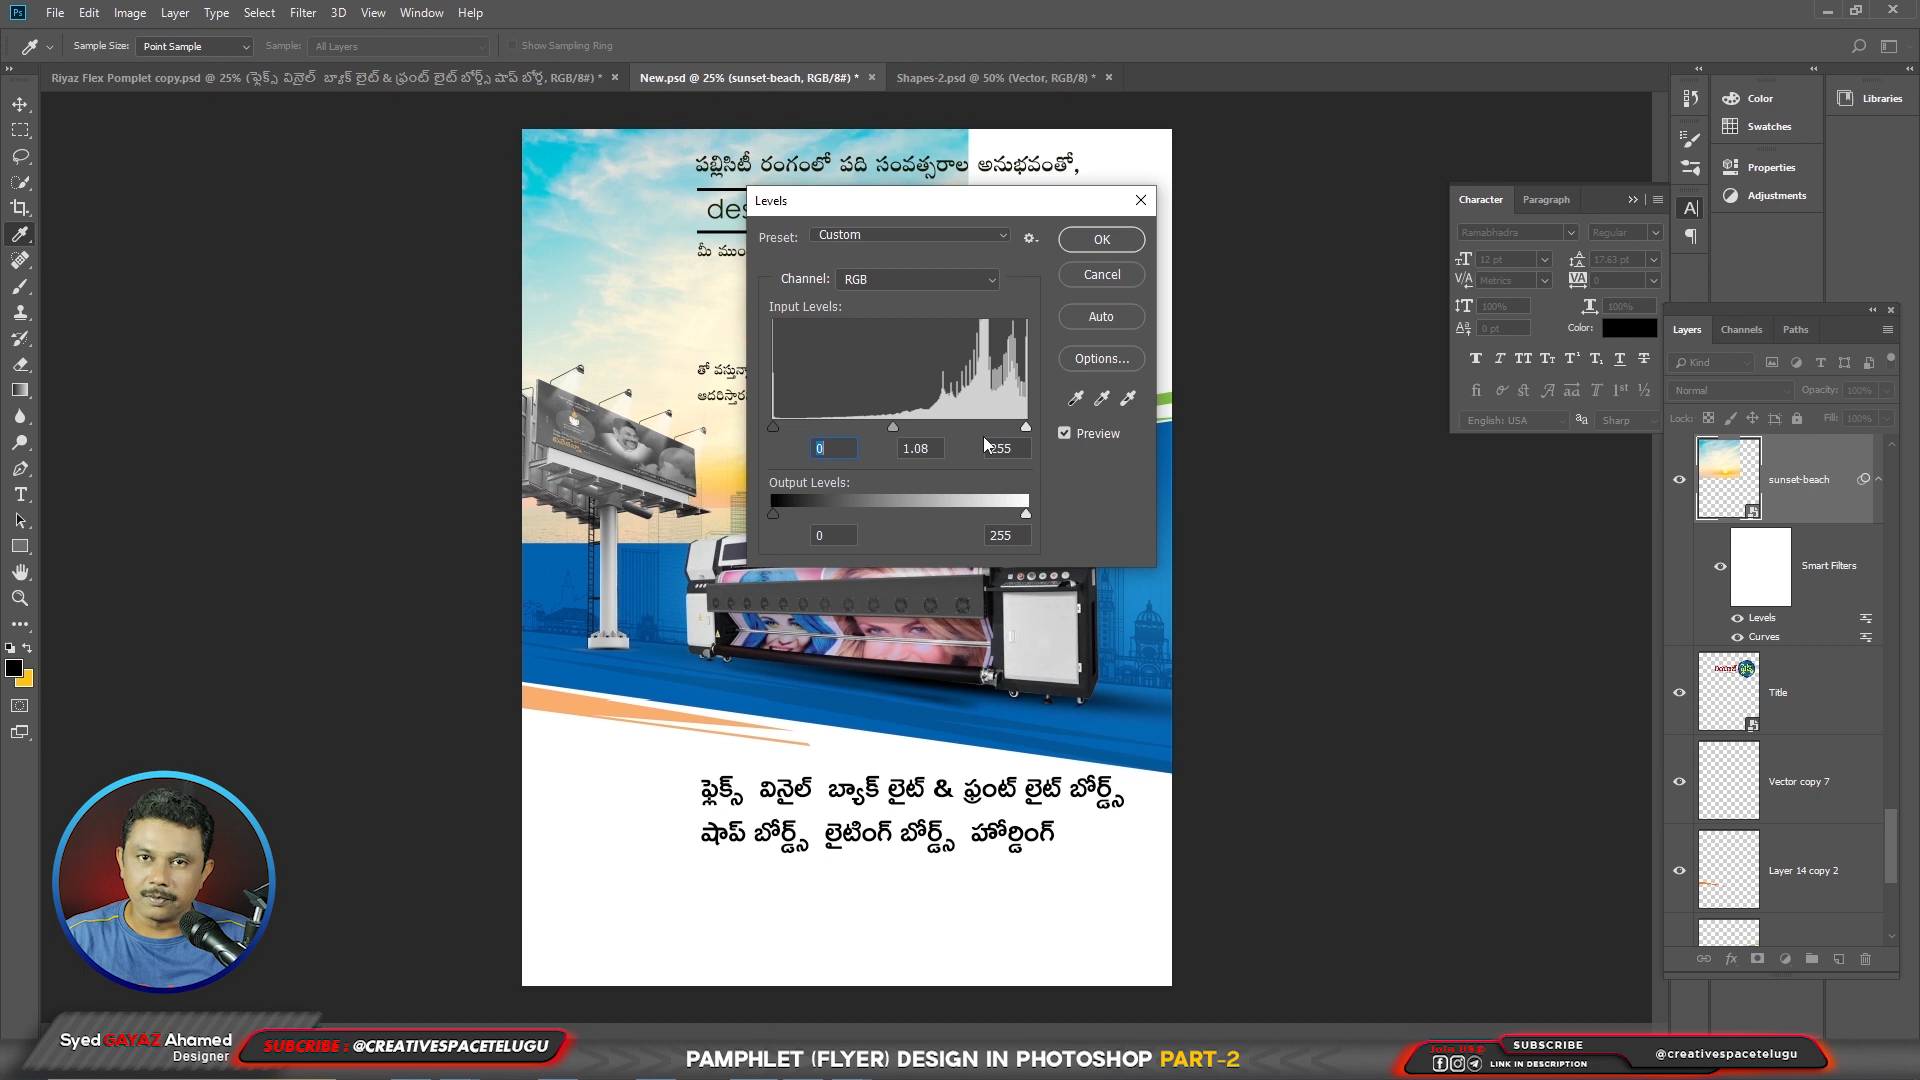 File Edit Image Layer Type Select Filter 3D View Window Help
Sample Size: Point Sample Sample: All Layers Show Sampling Ring
Riyaz Flex Pomplet copy.psd @ 25% (ఫ్లెక్స్ వినైల్ బ్యాక్ లైట్ & ఫ్రంట్ లైట్ బోర్డ్స్ షాప్ బోర్డ, RGB/8#) *
New.psd @ 25% (sunset-beach, RGB/8#) *
Shapes-2.psd @ 50% (Vector, RGB/8) *
Color
Swatches
Properties
Adjustments
Libraries
పబ్లిసిటీ రంగంలో పది సంవత్సరాల అనుభవంతో,
des
మీ ముం
తో వస్తున్నా
ఆదరిస్తార
Levels
Preset: Custom
Channel: RGB
Input Levels:
0 1.08 255
Output Levels:
0 255
OK
Cancel
Auto
Options...
Preview
ఫ్లెక్స్ వినైల్ బ్యాక్ లైట్ & ఫ్రంట్ లైట్ బోర్డ్స్
షాప్ బోర్డ్స్ లైటింగ్ బోర్డ్స్ హోర్డింగ్
Character Paragraph
Ramabhadra Regular
12 pt 17.63 pt
Metrics 0
100% 100%
0 pt Color:
English: USA Sharp
Layers Channels Paths
Kind
Normal Opacity: 100%
Lock: Fill: 100%
sunset-beach
Smart Filters
Levels
Curves
Title
Vector copy 7
Layer 14 copy 2
Syed GAYAZ Ahamed
Designer
SUBCRIBE : @CREATIVESPACETELUGU
PAMPHLET (FLYER) DESIGN IN PHOTOSHOP PART-2
Join US@
SUBSCRIBE
LINK IN DESCRIPTION
@creativespacetelugu